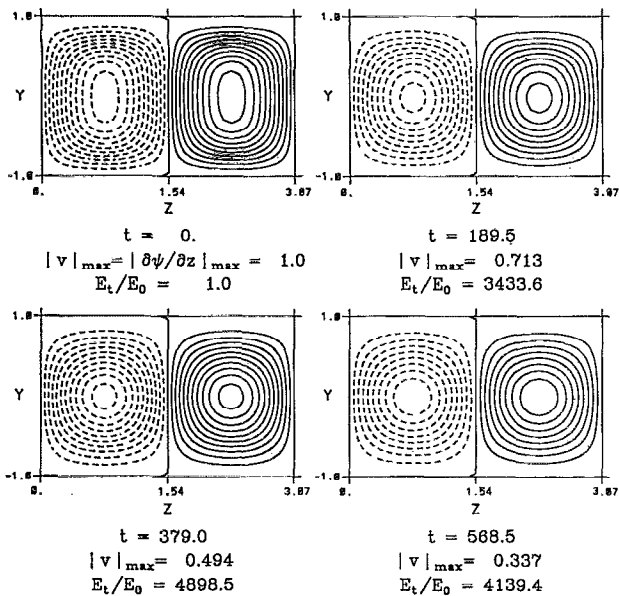 1.0
Y
-1.0
0. 1.54 3.07
Z
t = 0.
|v|max= |∂ψ/∂z|max = 1.0
Et/E0 = 1.0
1.0
Y
-1.0
0. 1.54 3.07
Z
t = 189.5
|v|max= 0.713
Et/E0 = 3433.6
1.0
Y
-1.0
0. 1.54 3.07
Z
t = 379.0
|v|max= 0.494
Et/E0 = 4898.5
1.0
Y
-1.0
0. 1.54 3.07
Z
t = 568.5
|v|max= 0.337
Et/E0 = 4139.4